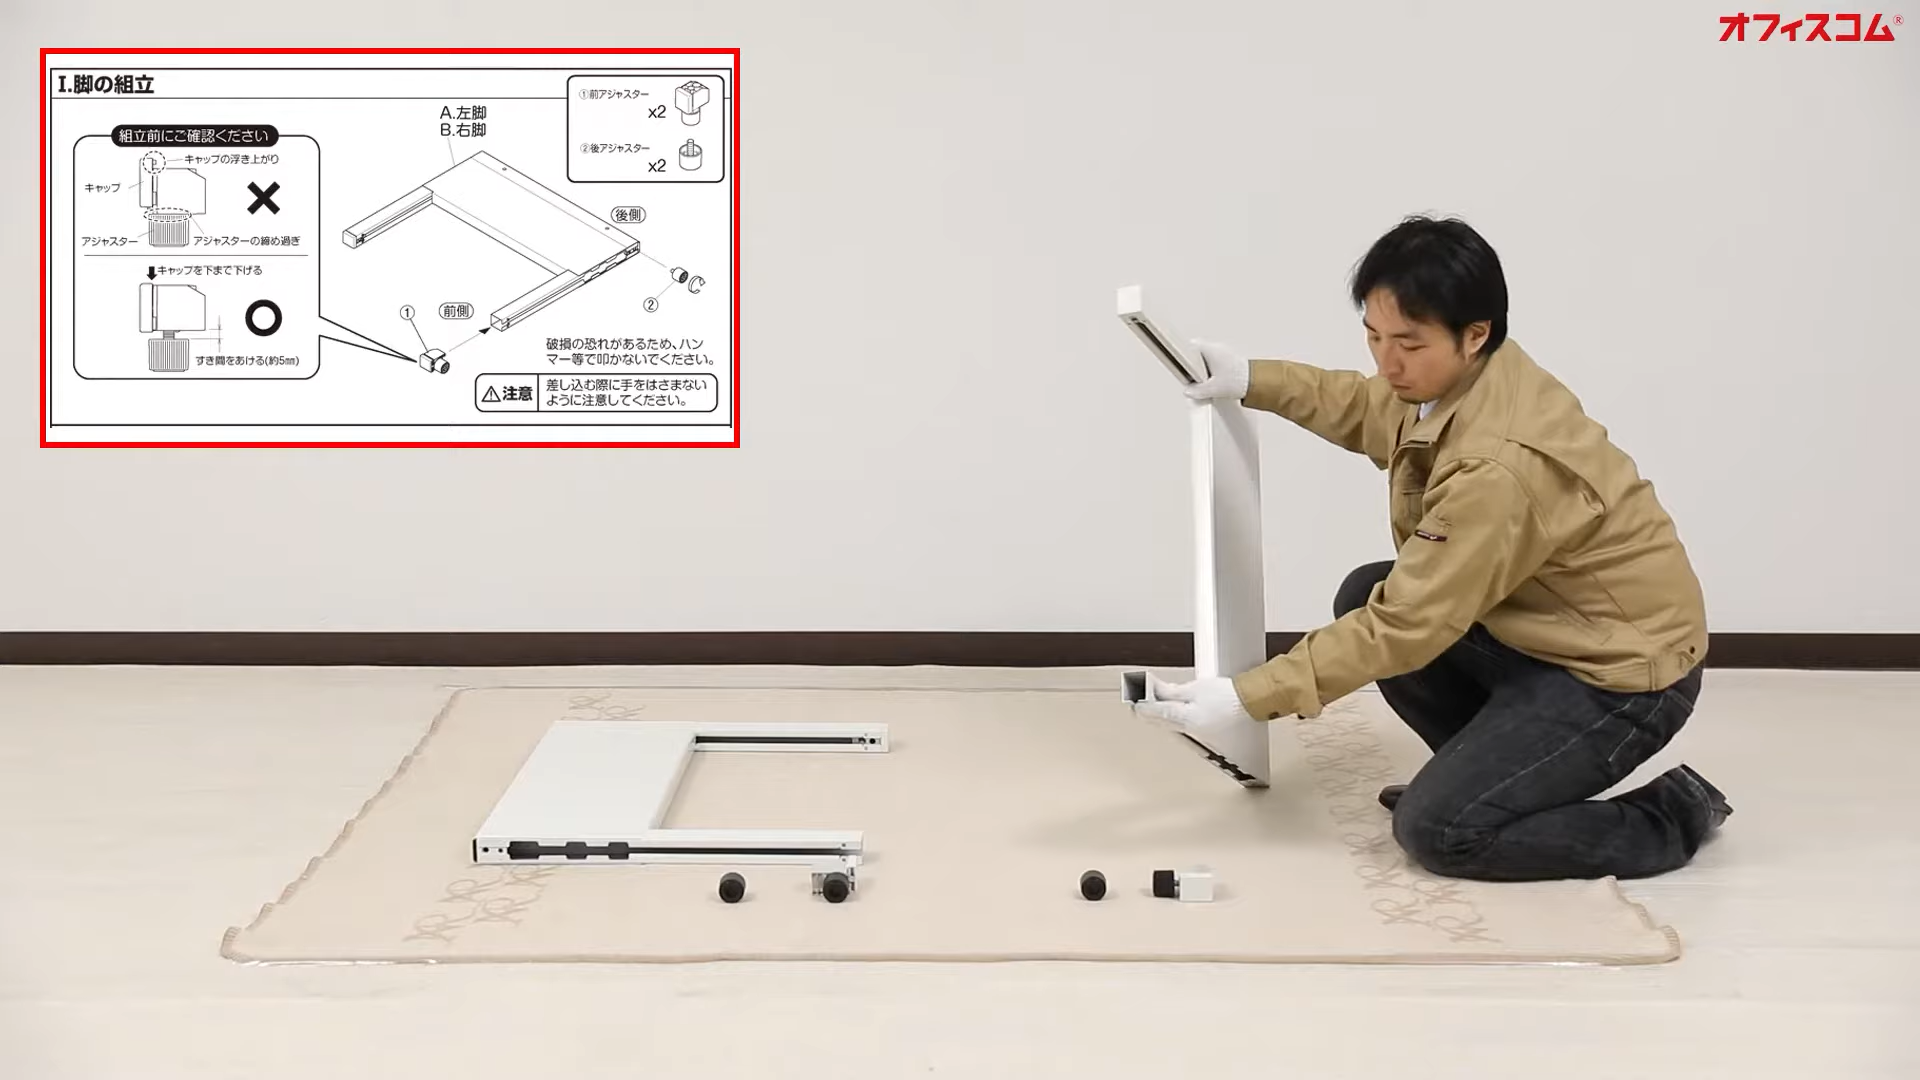 オフィスコム®
I.脚の組立
組立前にご確認ください
キャップの浮き上がり
キャップ
アジャスター
アジャスターの締め過ぎ
キャップを下まで下げる
すき間をあける(約5㎜)
A.左脚
B.右脚
①前アジャスター
x2
②後アジャスター
x2
後側
②
①
前側
破損の恐れがあるため、ハン
マー等で叩かないでください。
注意
差し込む際に手をはさまない
ように注意してください。